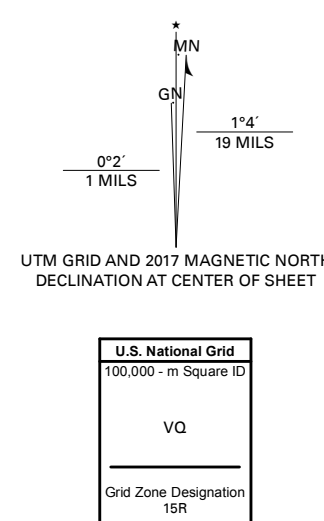 ★
MN
GN
1°4´
19 MILS
0°2´
1 MILS
UTM GRID AND 2017 MAGNETIC NORTH
DECLINATION AT CENTER OF SHEET
U.S. National Grid
100,000 - m Square ID
VQ
Grid Zone Designation
15R